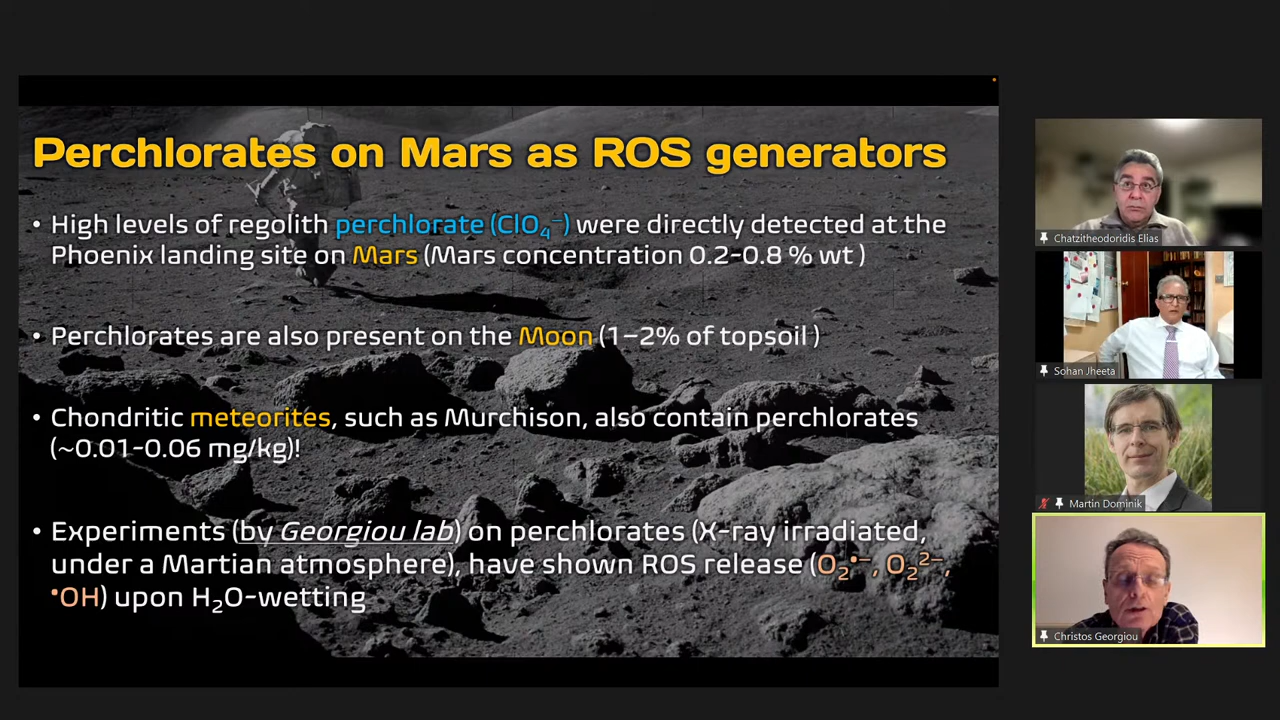 Perchlorates on Mars as ROS generators
• High levels of regolith perchlorate (ClO₄⁻) were directly detected at the
Phoenix landing site on Mars (Mars concentration 0.2-0.8 % wt )
• Perchlorates are also present on the Moon (1–2% of topsoil )
• Chondritic meteorites, such as Murchison, also contain perchlorates
(~0.01-0.06 mg/kg)!
• Experiments (by Georgiou lab) on perchlorates (X-ray irradiated,
under a Martian atmosphere), have shown ROS release (O₂•⁻, O₂²⁻,
•OH) upon H₂O-wetting
Chatzitheodoridis Elias
Sohan Jheeta
Martin Dominik
Christos Georgiou